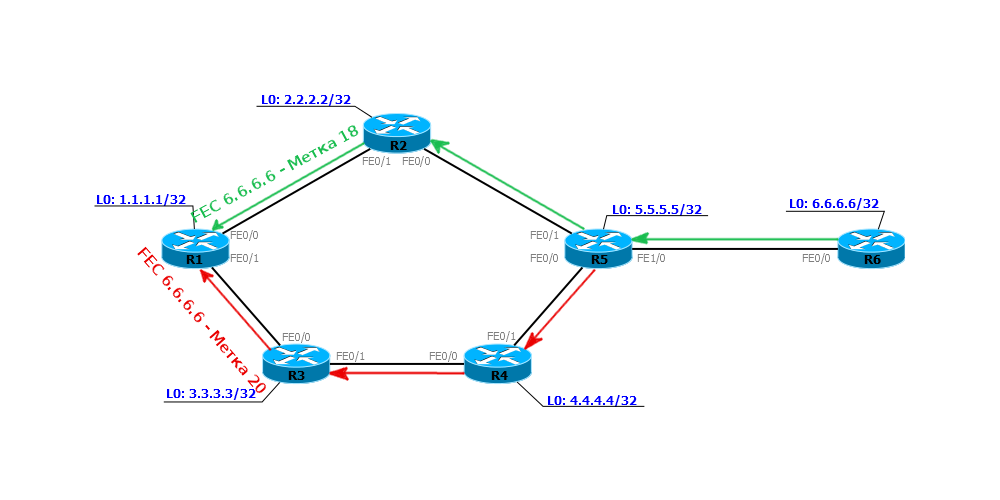 L0: 2.2.2.2/32
R2
FE0/1
FE0/0
FEC 6.6.6.6 - Метка 18
L0: 1.1.1.1/32
L0: 5.5.5.5/32
L0: 6.6.6.6/32
FE0/0
FE0/1
R1
FE0/1
FE0/0
R5
FE1/0
FE0/0
R6
FEC 6.6.6.6 - Метка 20
FE0/0
FE0/1
R3
FE0/1
FE0/0
R4
L0: 3.3.3.3/32
L0: 4.4.4.4/32